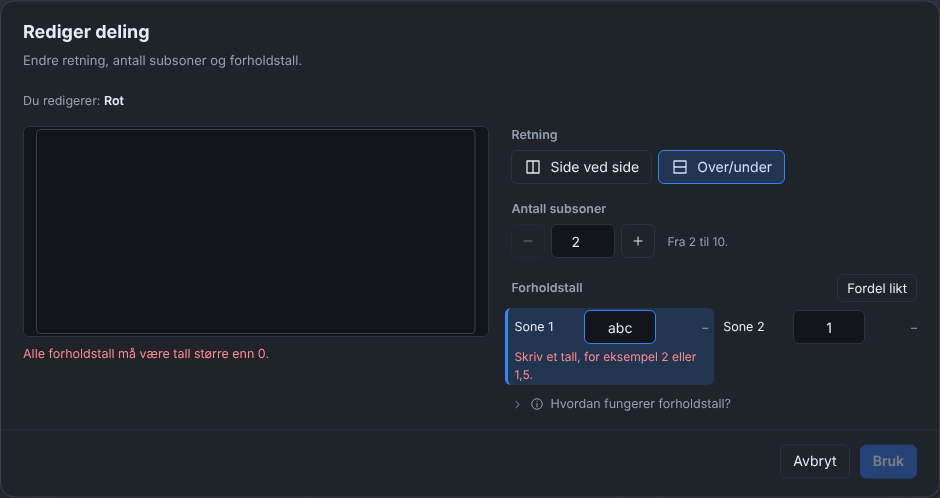 Rediger deling
Endre retning, antall subsoner og forholdstall.
Du redigerer: Rot
Alle forholdstall må være tall større enn 0.
Retning
Side ved side
Over/under
Antall subsoner
− 2 + Fra 2 til 10.
Forholdstall
Fordel likt
Sone 1 abc –
Skriv et tall, for eksempel 2 eller
1,5.
Sone 2 1 –
Hvordan fungerer forholdstall?
Avbryt
Bruk